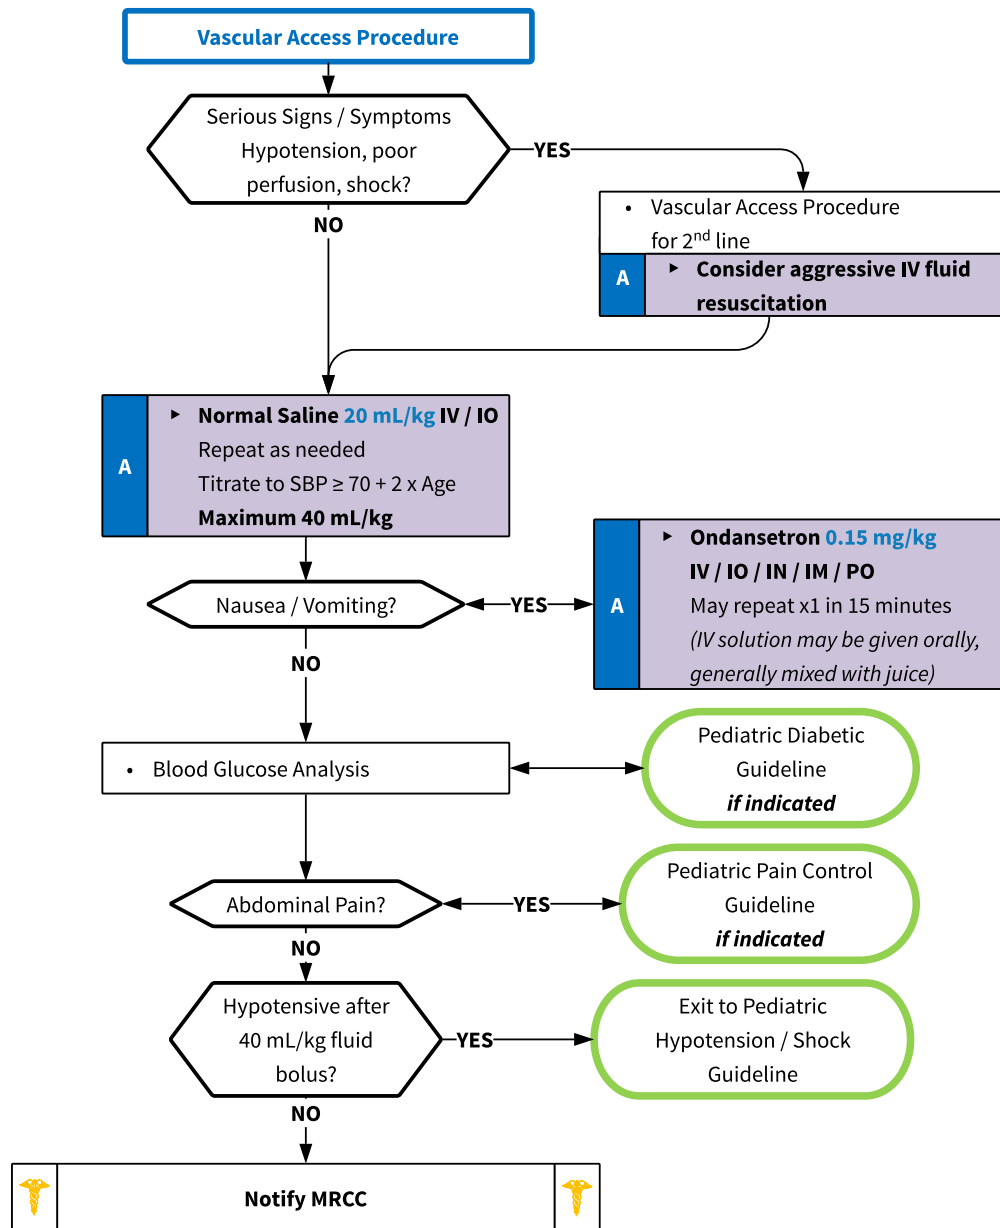 Vascular Access Procedure
Serious Signs / Symptoms
Hypotension, poor
perfusion, shock?
YES
NO
• Vascular Access Procedure
for 2nd line
A
▸ Consider aggressive IV fluid
resuscitation
A
▸ Normal Saline 20 mL/kg IV / IO
Repeat as needed
Titrate to SBP ≥ 70 + 2 x Age
Maximum 40 mL/kg
Nausea / Vomiting?
YES
A
▸ Ondansetron 0.15 mg/kg
IV / IO / IN / IM / PO
May repeat x1 in 15 minutes
(IV solution may be given orally,
generally mixed with juice)
NO
• Blood Glucose Analysis
Pediatric Diabetic
Guideline
if indicated
Abdominal Pain?
YES
Pediatric Pain Control
Guideline
if indicated
NO
Hypotensive after
40 mL/kg fluid
bolus?
YES
Exit to Pediatric
Hypotension / Shock
Guideline
NO
Notify MRCC